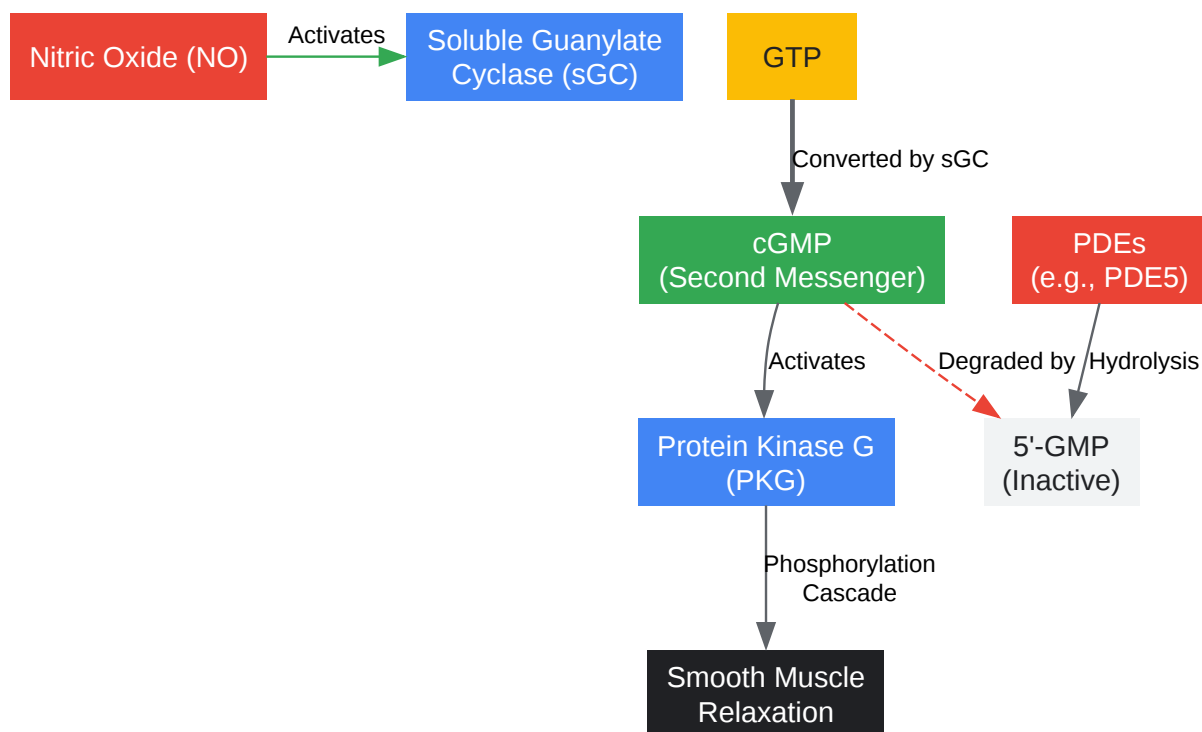 Nitric Oxide (NO)
Activates
Soluble Guanylate
Cyclase (sGC)
GTP
Converted by sGC
cGMP
(Second Messenger)
PDEs
(e.g., PDE5)
Activates
Degraded by
Hydrolysis
Protein Kinase G
(PKG)
5'-GMP
(Inactive)
Phosphorylation
Cascade
Smooth Muscle
Relaxation